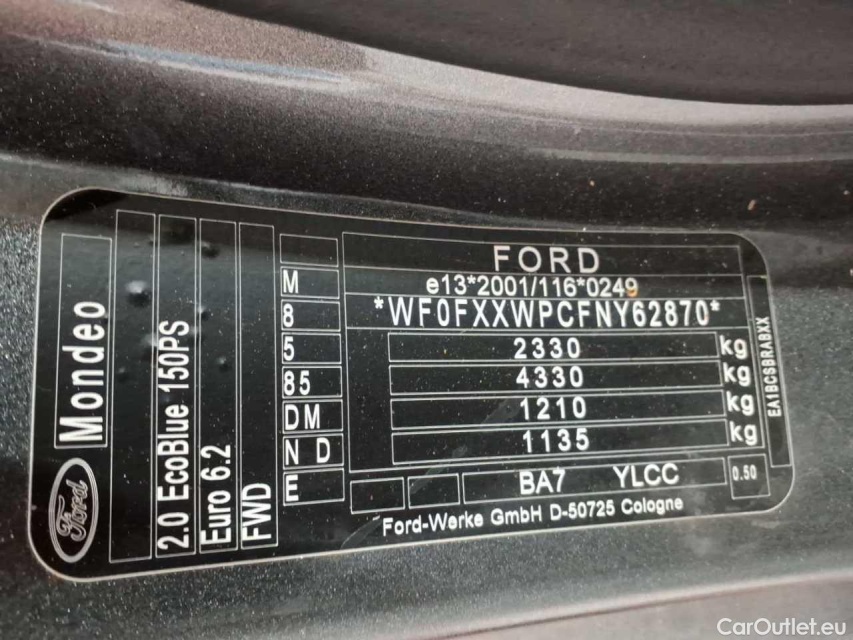 FORD
e13*2001/116*0249
*WF0FXXWPCFNY62870*
2330 kg
4330 kg
1210 kg
1135 kg
BA7 YLCC 0.50
Ford-Werke GmbH D-50725 Cologne
M
8
5
85
DM
N D
E
Mondeo
Ford
2.0 EcoBlue 150PS
Euro 6.2
FWD
EA1BCSBRABXX
CarOutlet.eu